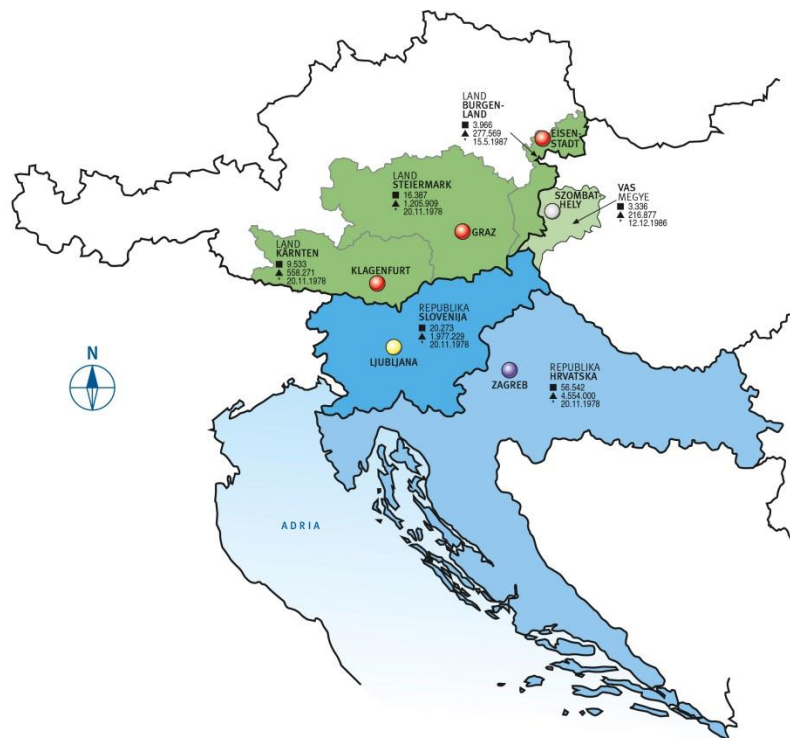 LAND
BURGEN-
LAND
■ 3.966
▲ 277.569
* 15.5.1987
EISEN-
STADT
LAND
STEIERMARK
■ 16.387
▲ 1.205.909
* 20.11.1978
SZOMBAT-
HELY
VAS
MEGYE
■ 3.336
▲ 216.877
* 12.12.1986
GRAZ
LAND
KÄRNTEN
■ 9.533
▲ 558.271
* 20.11.1978
KLAGENFURT
REPUBLIKA
SLOVENIJA
■ 20.273
▲ 1.977.229
* 20.11.1978
LJUBLJANA
N
REPUBLIKA
HRVATSKA
■ 56.542
▲ 4.554.000
* 20.11.1978
ZAGREB
ADRIA